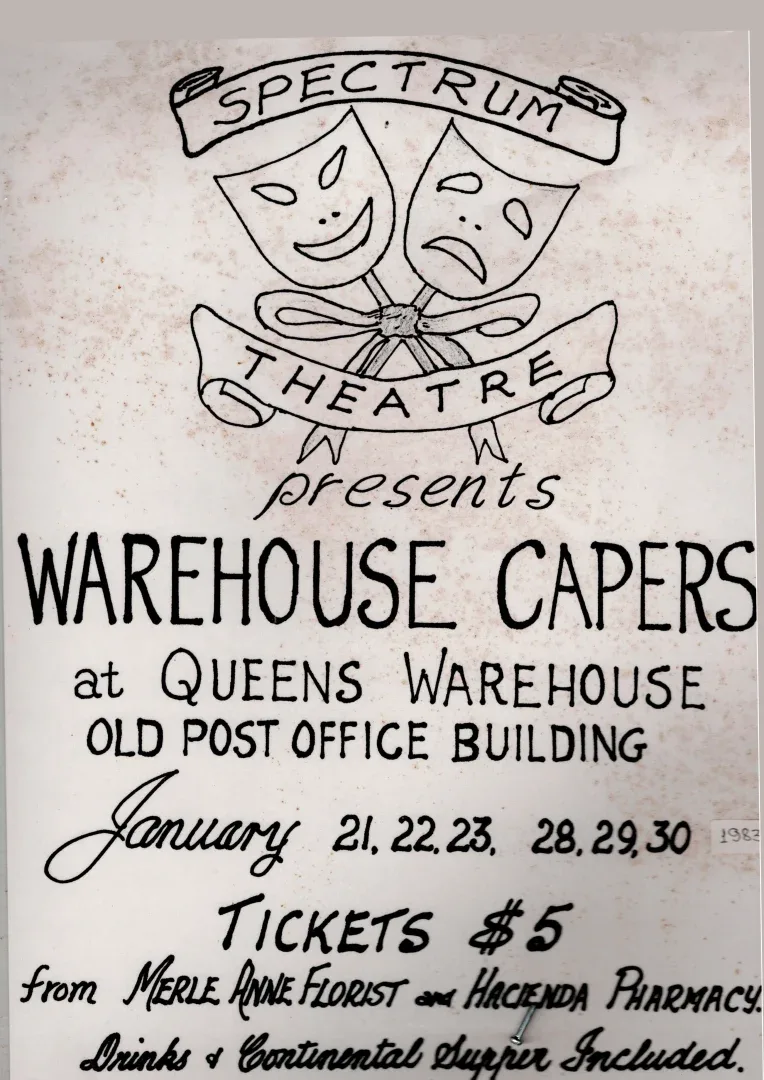 SPECTRUM
THEATRE
presents
WAREHOUSE CAPERS
at QUEENS WAREHOUSE
OLD POST OFFICE BUILDING
January 21, 22, 23, 28, 29, 30 1983
TICKETS $5
from MERLE ANNE FLORIST and HACIENDA PHARMACY.
Drinks & Continental Supper Included.